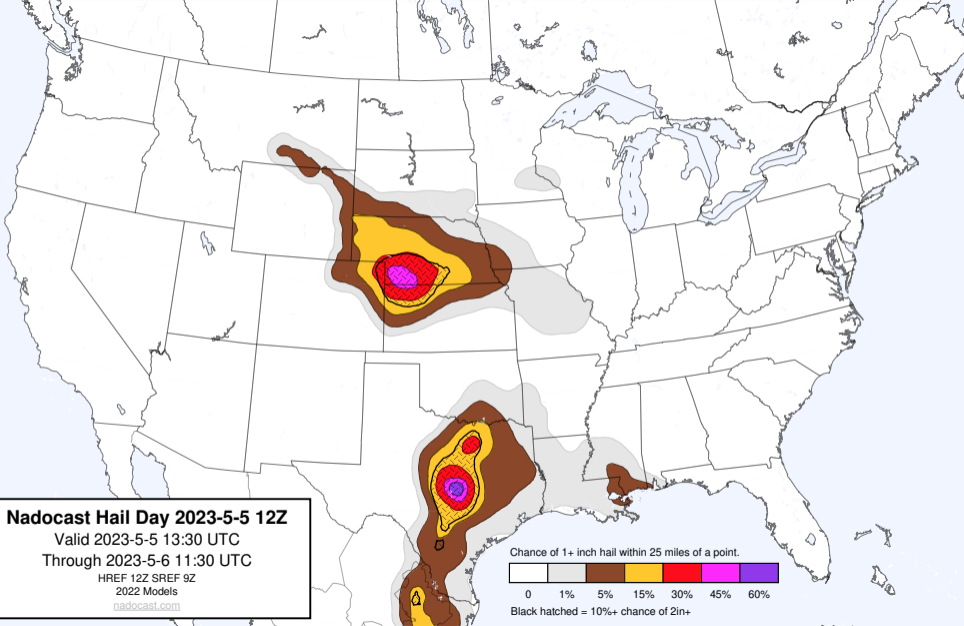 Nadocast Hail Day 2023-5-5 12Z
Valid 2023-5-5 13:30 UTC
Through 2023-5-6 11:30 UTC
HREF 12Z SREF 9Z
2022 Models
nadocast.com
Chance of 1+ inch hail within 25 miles of a point.
0 1% 5% 15% 30% 45% 60%
Black hatched = 10%+ chance of 2in+